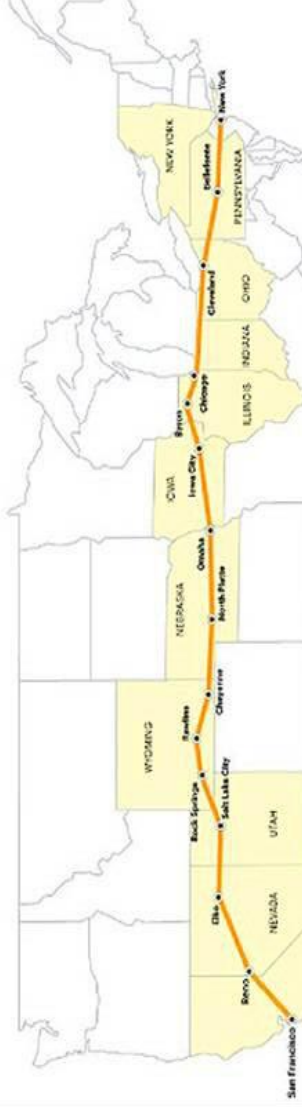 NEW YORK
New York
Bellefonte
PENNSYLVANIA
Cleveland
OHIO
INDIANA
Chicago
ILLINOIS
Bryan
Iowa City
IOWA
Omaha
NEBRASKA
North Platte
Cheyenne
WYOMING
Rawlins
Rock Springs
Salt Lake City
UTAH
Elko
NEVADA
Reno
San Francisco